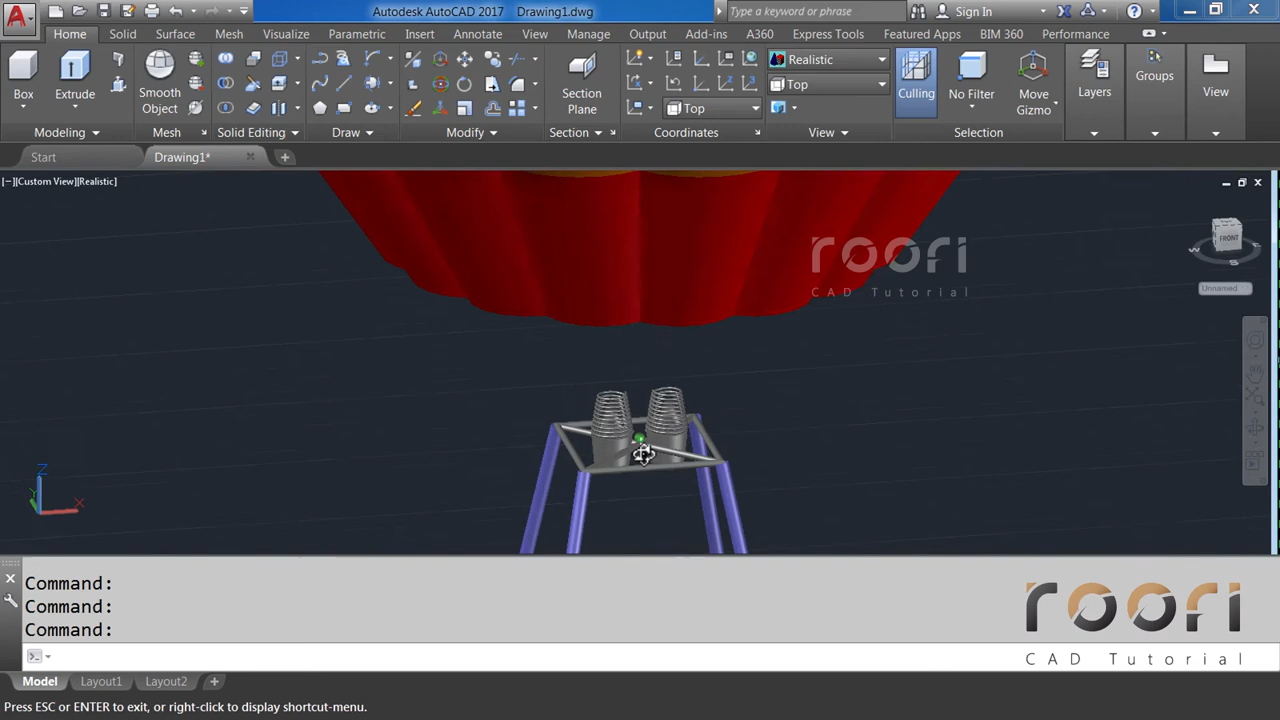 Autodesk AutoCAD 2017 Drawing1.dwg
Type a keyword or phrase
Sign In
Home Solid Surface Mesh Visualize Parametric Insert Annotate View Manage Output Add-ins A360 Express Tools Featured Apps BIM 360 Performance
Box
Extrude
Smooth Object
Section Plane
Top
Realistic
Top
Culling
No Filter
Move Gizmo
Layers
Groups
View
Modeling Mesh Solid Editing Draw Modify Section Coordinates View Selection
Start Drawing1* +
[−][Custom View][Realistic]
roofi
CAD Tutorial
FRONT
W
S
Unnamed
Z
Y
X
Command:
Command:
Command:
roofi
CAD Tutorial
Model Layout1 Layout2 +
Press ESC or ENTER to exit, or right-click to display shortcut-menu.